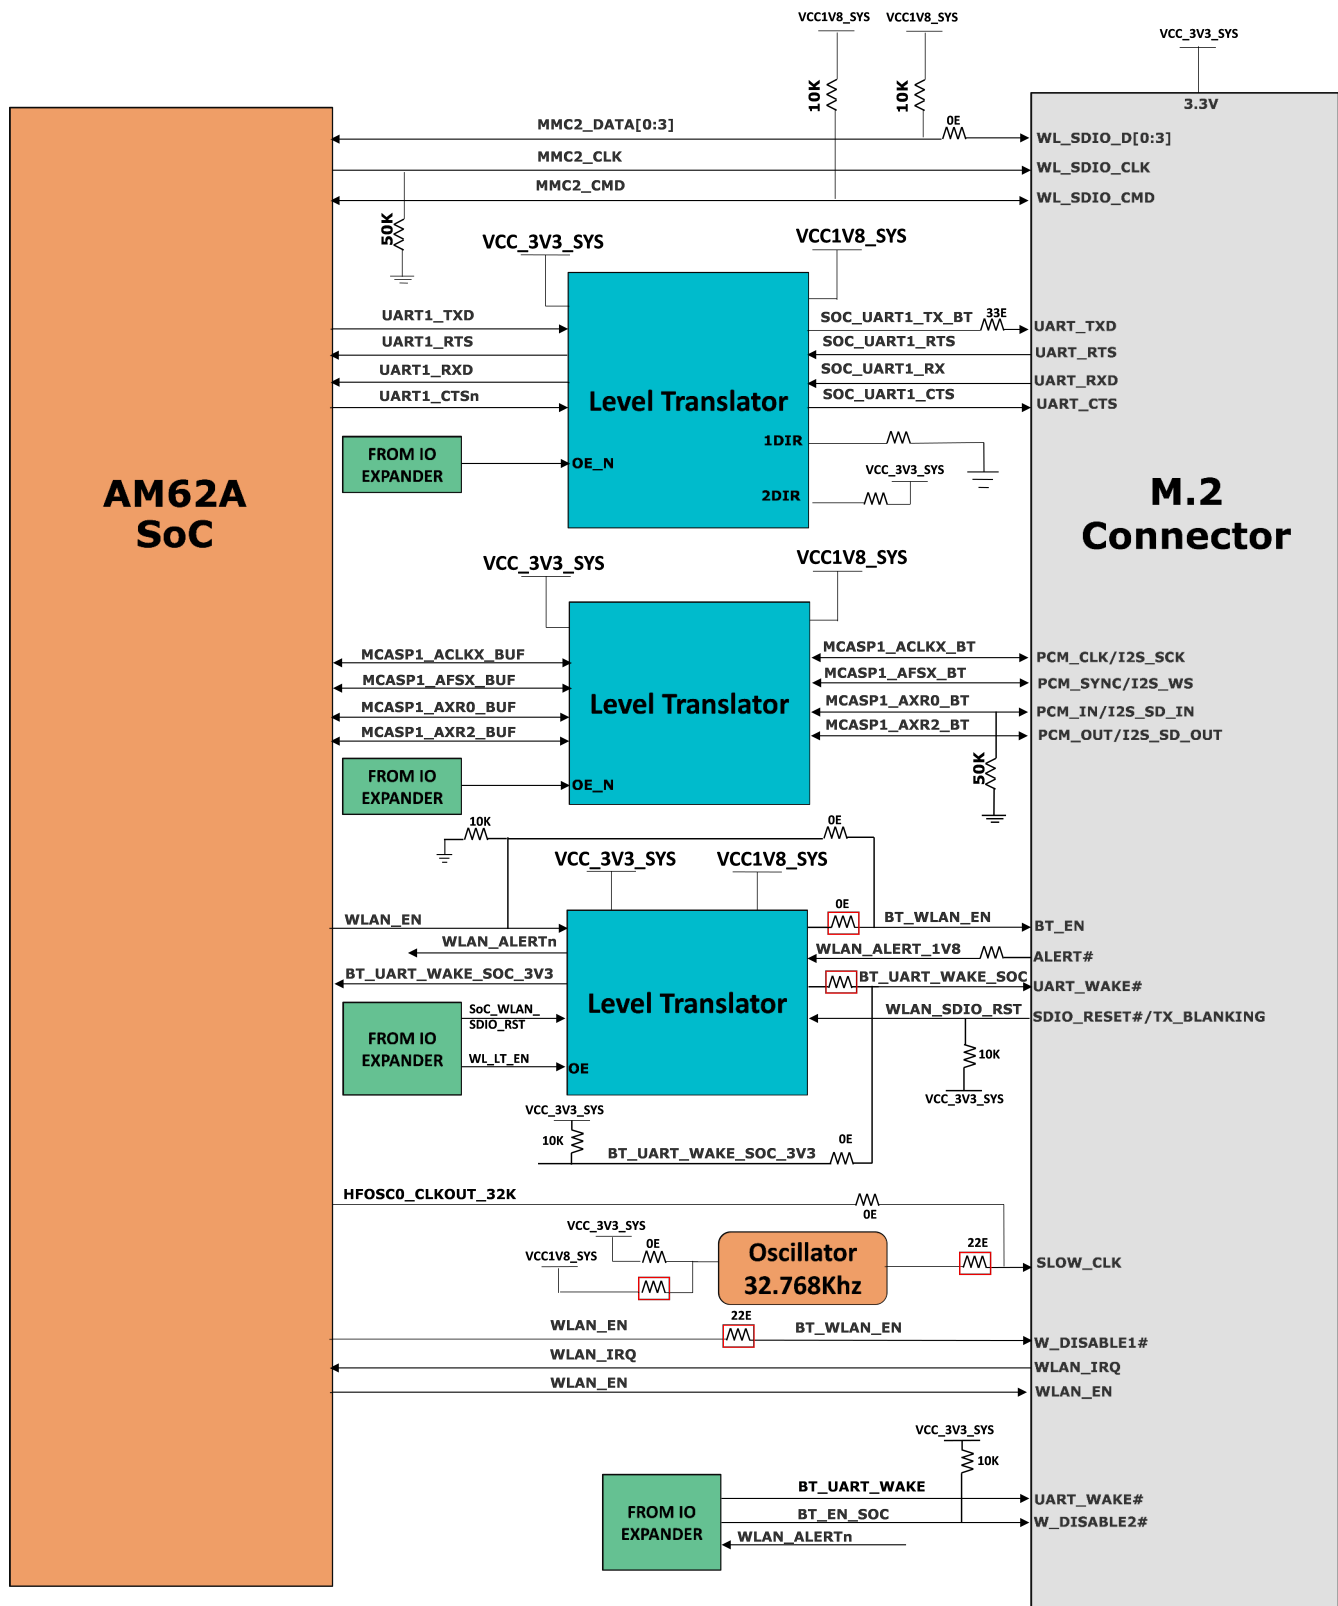 VCC1V8_SYS
VCC1V8_SYS
VCC_3V3_SYS
10K
10K
3.3V
MMC2_DATA[0:3]
0E
WL_SDIO_D[0:3]
MMC2_CLK
WL_SDIO_CLK
MMC2_CMD
WL_SDIO_CMD
50K
VCC_3V3_SYS
VCC1V8_SYS
UART1_TXD
SOC_UART1_TX_BT
33E
UART_TXD
UART1_RTS
SOC_UART1_RTS
UART_RTS
UART1_RXD
SOC_UART1_RX
UART_RXD
UART1_CTSn
SOC_UART1_CTS
UART_CTS
Level Translator
1DIR
FROM IO
EXPANDER
OE_N
VCC_3V3_SYS
2DIR
AM62A
SoC
M.2
Connector
VCC_3V3_SYS
VCC1V8_SYS
MCASP1_ACLKX_BUF
MCASP1_ACLKX_BT
PCM_CLK/I2S_SCK
MCASP1_AFSX_BUF
MCASP1_AFSX_BT
PCM_SYNC/I2S_WS
MCASP1_AXR0_BUF
MCASP1_AXR0_BT
PCM_IN/I2S_SD_IN
MCASP1_AXR2_BUF
MCASP1_AXR2_BT
PCM_OUT/I2S_SD_OUT
Level Translator
50K
FROM IO
EXPANDER
OE_N
10K
0E
VCC_3V3_SYS
VCC1V8_SYS
WLAN_EN
0E
BT_WLAN_EN
BT_EN
WLAN_ALERTn
WLAN_ALERT_1V8
ALERT#
BT_UART_WAKE_SOC_3V3
BT_UART_WAKE_SOC
UART_WAKE#
Level Translator
SoC_WLAN_
SDIO_RST
WLAN_SDIO_RST
SDIO_RESET#/TX_BLANKING
FROM IO
EXPANDER
WL_LT_EN
OE
10K
VCC_3V3_SYS
VCC_3V3_SYS
10K
BT_UART_WAKE_SOC_3V3
0E
HFOSC0_CLKOUT_32K
0E
VCC_3V3_SYS
0E
VCC1V8_SYS
Oscillator
32.768Khz
22E
SLOW_CLK
WLAN_EN
22E
BT_WLAN_EN
W_DISABLE1#
WLAN_IRQ
WLAN_IRQ
WLAN_EN
WLAN_EN
VCC_3V3_SYS
10K
FROM IO
EXPANDER
BT_UART_WAKE
UART_WAKE#
BT_EN_SOC
W_DISABLE2#
WLAN_ALERTn